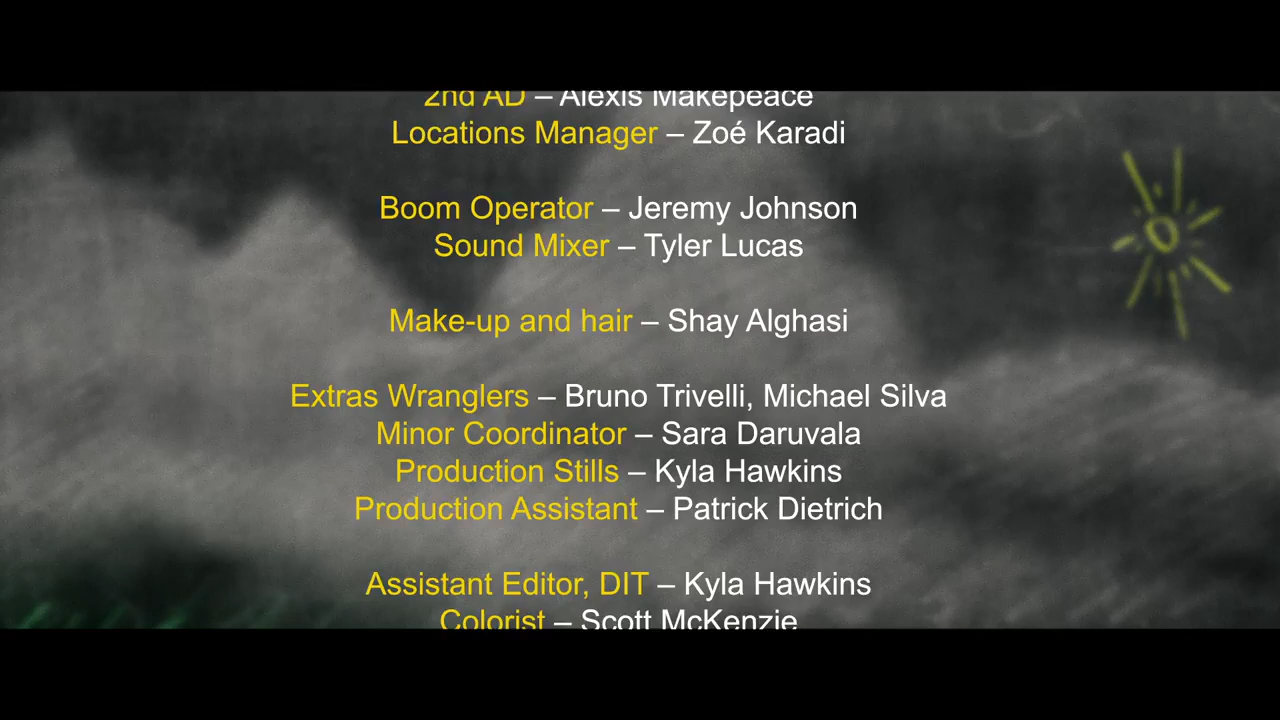 2nd AD – Alexis Makepeace
Locations Manager – Zoé Karadi
Boom Operator – Jeremy Johnson
Sound Mixer – Tyler Lucas
Make-up and hair – Shay Alghasi
Extras Wranglers – Bruno Trivelli, Michael Silva
Minor Coordinator – Sara Daruvala
Production Stills – Kyla Hawkins
Production Assistant – Patrick Dietrich
Assistant Editor, DIT – Kyla Hawkins
Colorist – Scott McKenzie